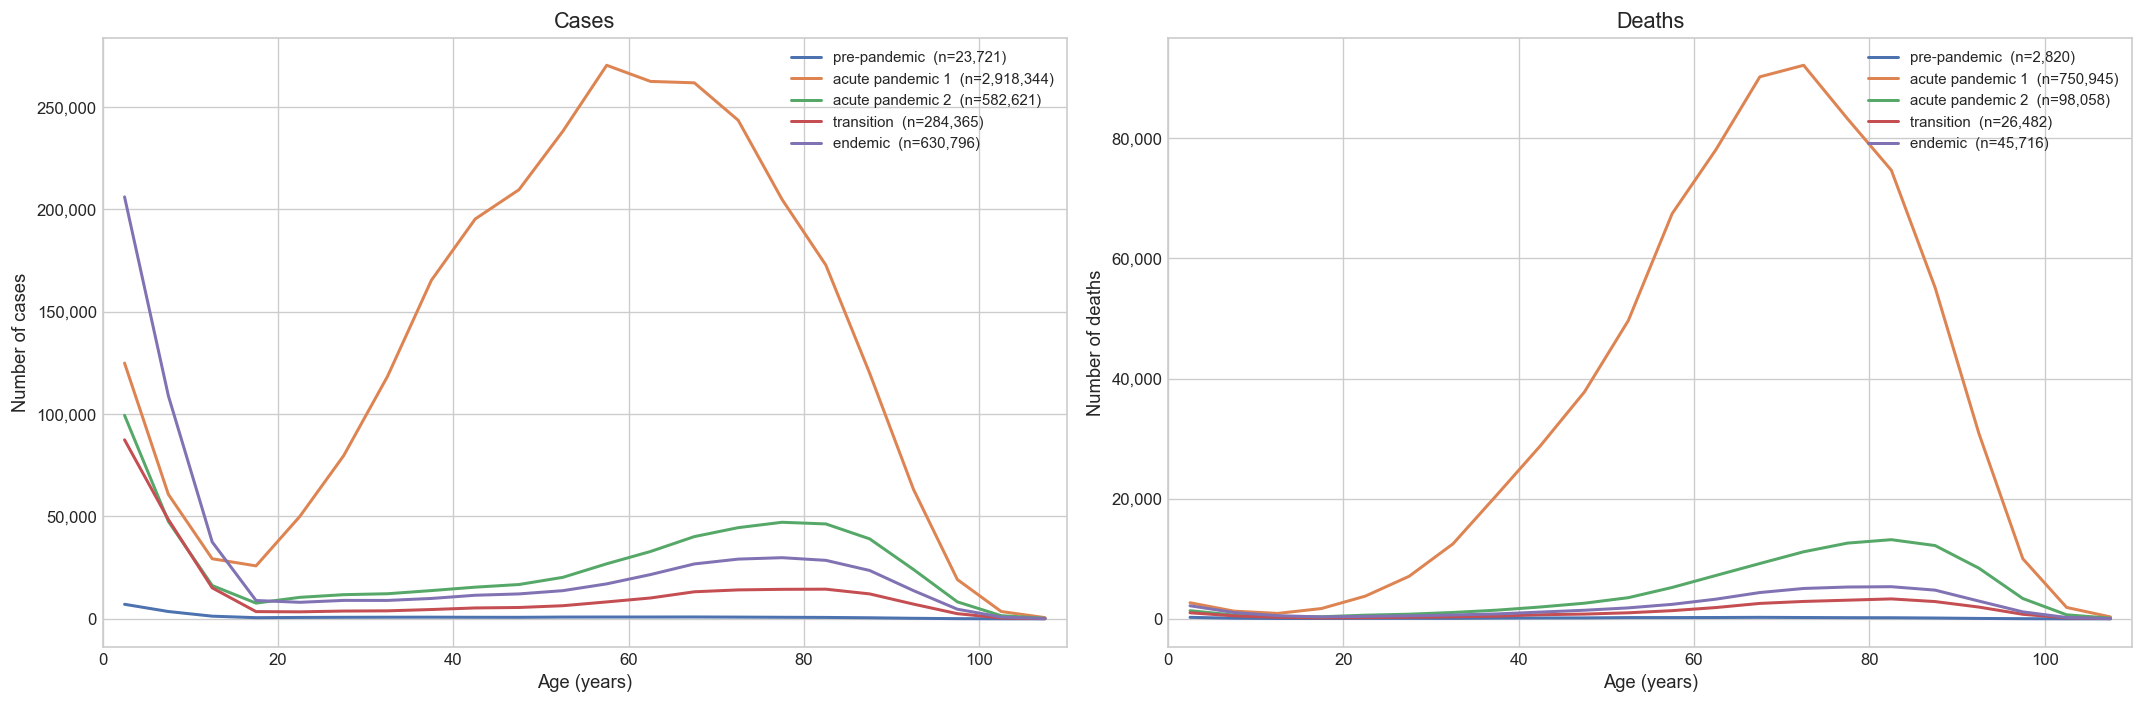 Cases
pre-pandemic (n=23,721)
acute pandemic 1 (n=2,918,344)
acute pandemic 2 (n=582,621)
transition (n=284,365)
endemic (n=630,796)
Number of cases
250,000
200,000
150,000
100,000
50,000
0
0 20 40 60 80 100
Age (years)
Deaths
pre-pandemic (n=2,820)
acute pandemic 1 (n=750,945)
acute pandemic 2 (n=98,058)
transition (n=26,482)
endemic (n=45,716)
Number of deaths
80,000
60,000
40,000
20,000
0
0 20 40 60 80 100
Age (years)